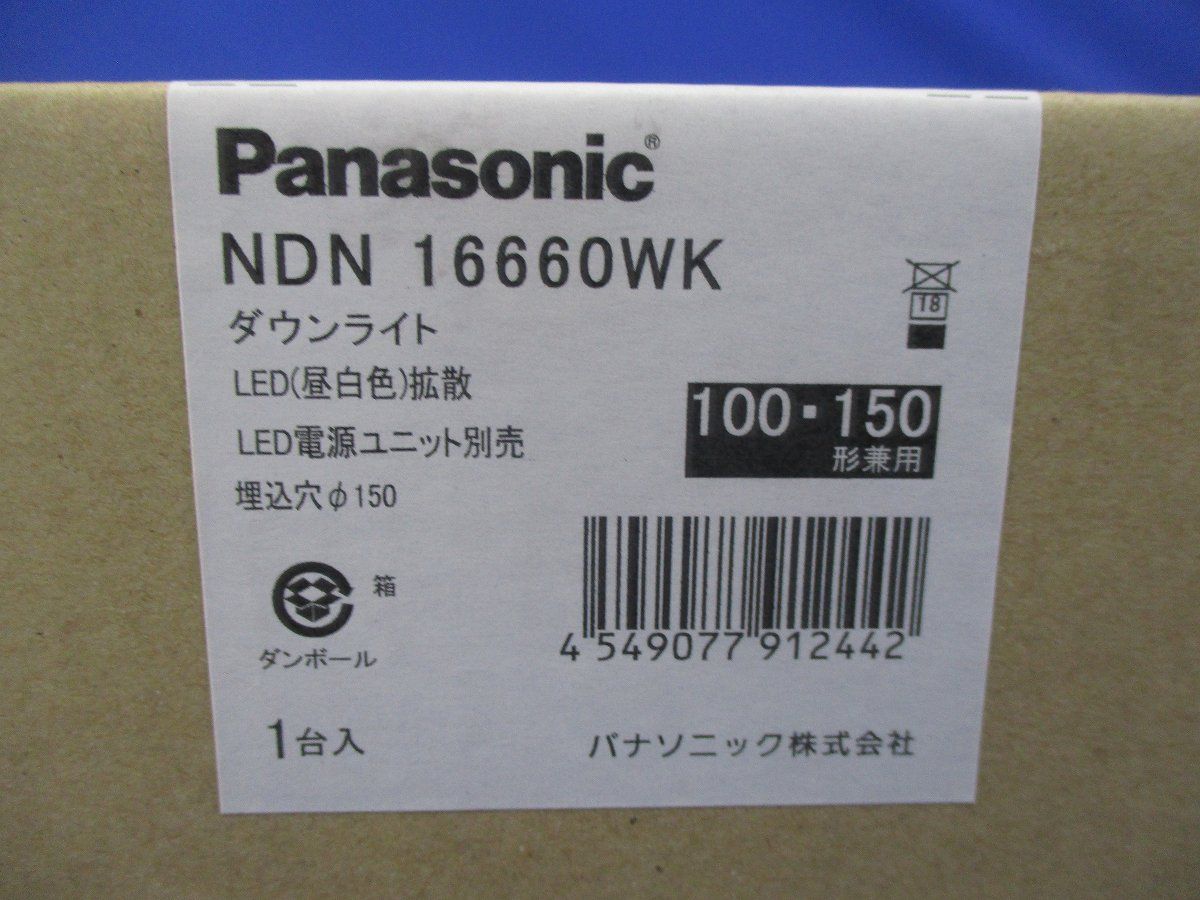 Panasonic®
NDN 16660WK
ダウンライト
18
LED(昼白色)拡散
100・150
形兼用
LED電源ユニット別売
埋込穴φ150
箱
ダンボール
4 549077 912442
1台入
パナソニック株式会社